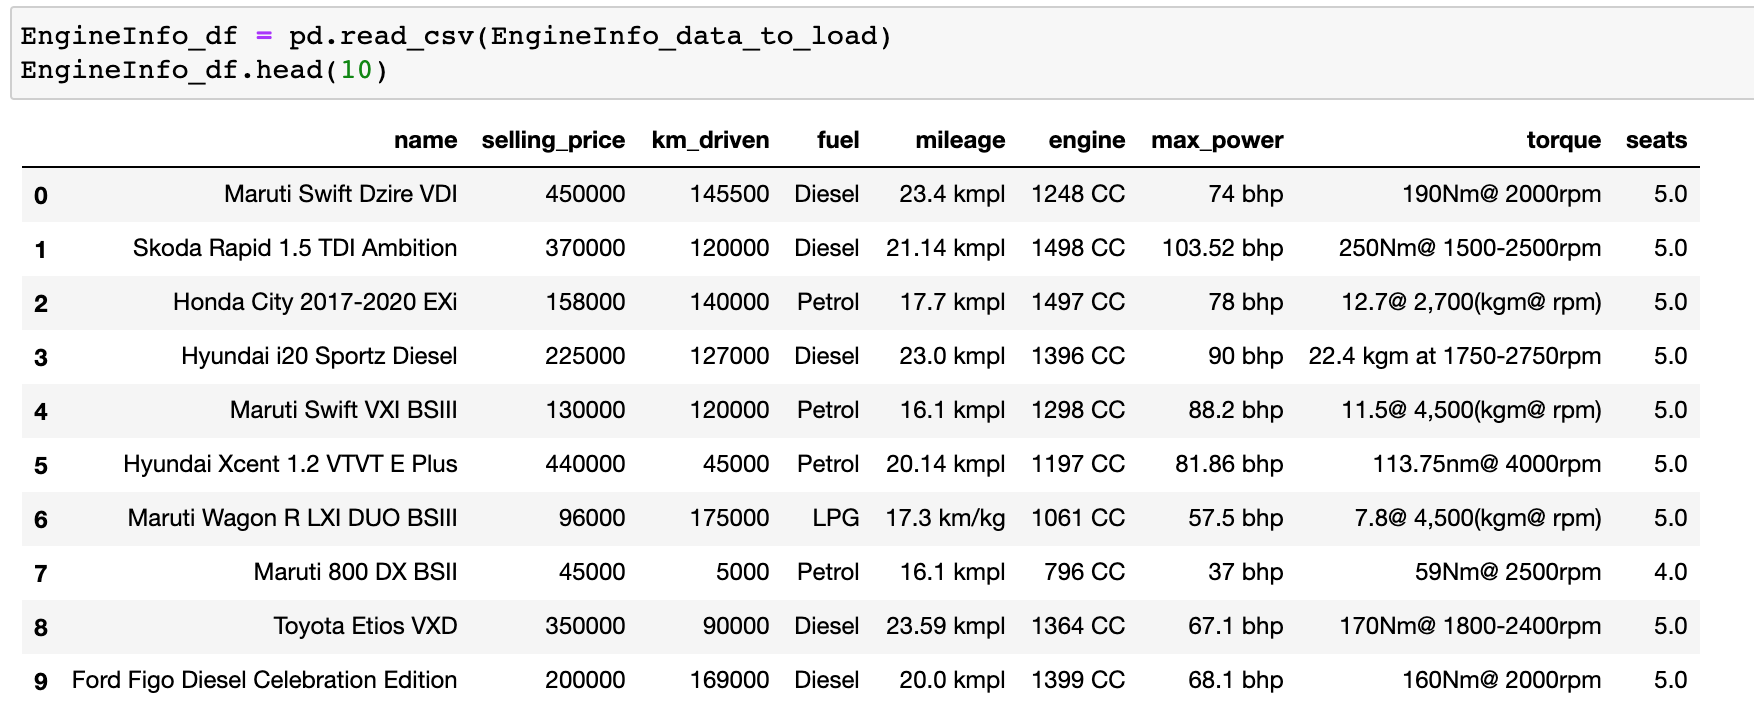 EngineInfo_df = pd.read_csv(EngineInfo_data_to_load)
EngineInfo_df.head(10)
name selling_price km_driven fuel mileage engine max_power torque seats
0 Maruti Swift Dzire VDI 450000 145500 Diesel 23.4 kmpl 1248 CC 74 bhp 190Nm@ 2000rpm 5.0
1 Skoda Rapid 1.5 TDI Ambition 370000 120000 Diesel 21.14 kmpl 1498 CC 103.52 bhp 250Nm@ 1500-2500rpm 5.0
2 Honda City 2017-2020 EXi 158000 140000 Petrol 17.7 kmpl 1497 CC 78 bhp 12.7@ 2,700(kgm@ rpm) 5.0
3 Hyundai i20 Sportz Diesel 225000 127000 Diesel 23.0 kmpl 1396 CC 90 bhp 22.4 kgm at 1750-2750rpm 5.0
4 Maruti Swift VXI BSIII 130000 120000 Petrol 16.1 kmpl 1298 CC 88.2 bhp 11.5@ 4,500(kgm@ rpm) 5.0
5 Hyundai Xcent 1.2 VTVT E Plus 440000 45000 Petrol 20.14 kmpl 1197 CC 81.86 bhp 113.75nm@ 4000rpm 5.0
6 Maruti Wagon R LXI DUO BSIII 96000 175000 LPG 17.3 km/kg 1061 CC 57.5 bhp 7.8@ 4,500(kgm@ rpm) 5.0
7 Maruti 800 DX BSII 45000 5000 Petrol 16.1 kmpl 796 CC 37 bhp 59Nm@ 2500rpm 4.0
8 Toyota Etios VXD 350000 90000 Diesel 23.59 kmpl 1364 CC 67.1 bhp 170Nm@ 1800-2400rpm 5.0
9 Ford Figo Diesel Celebration Edition 200000 169000 Diesel 20.0 kmpl 1399 CC 68.1 bhp 160Nm@ 2000rpm 5.0